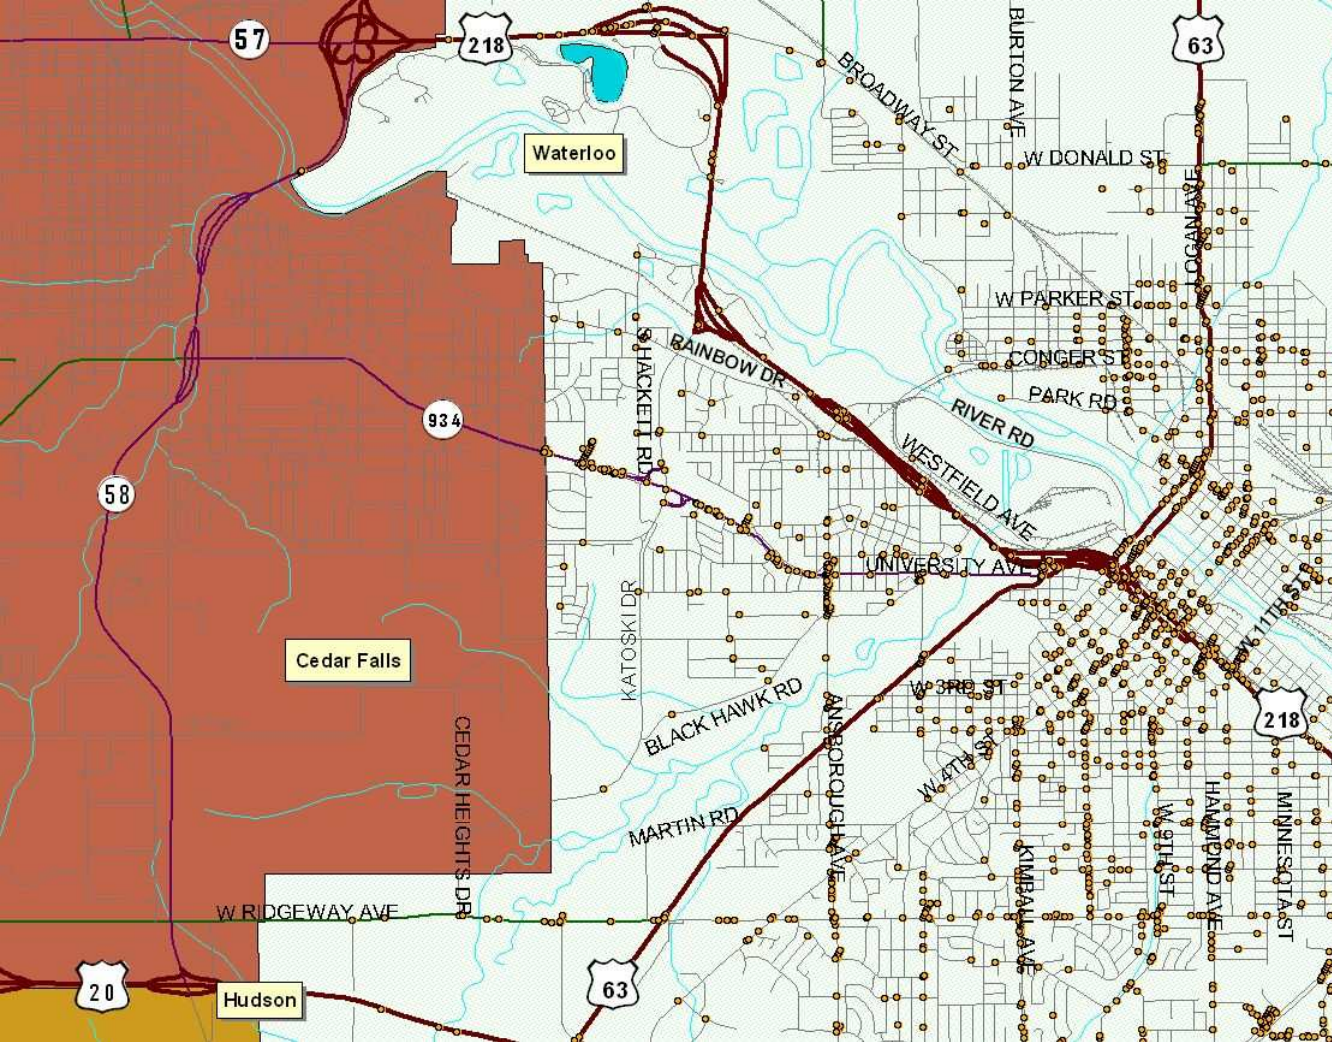 57
218
63
BURTON AVE
BROADWAY ST
Waterloo
W DONALD ST
LOGAN AVE
W PARKER ST
S HACKETT RD
RAINBOW DR
CONGER ST
PARK RD
934
RIVER RD
58
WESTFIELD AVE
UNIVERSITY AVE
W 11TH ST
KATOSKI DR
Cedar Falls
W 3RD ST
BLACK HAWK RD
ANSBOROUGH AVE
218
CEDAR HEIGHTS DR
W 4TH ST
MARTIN RD
KIMBALL AVE
W 9TH ST
HAMMOND AVE
MINNESOTA ST
W RIDGEWAY AVE
20
Hudson
63